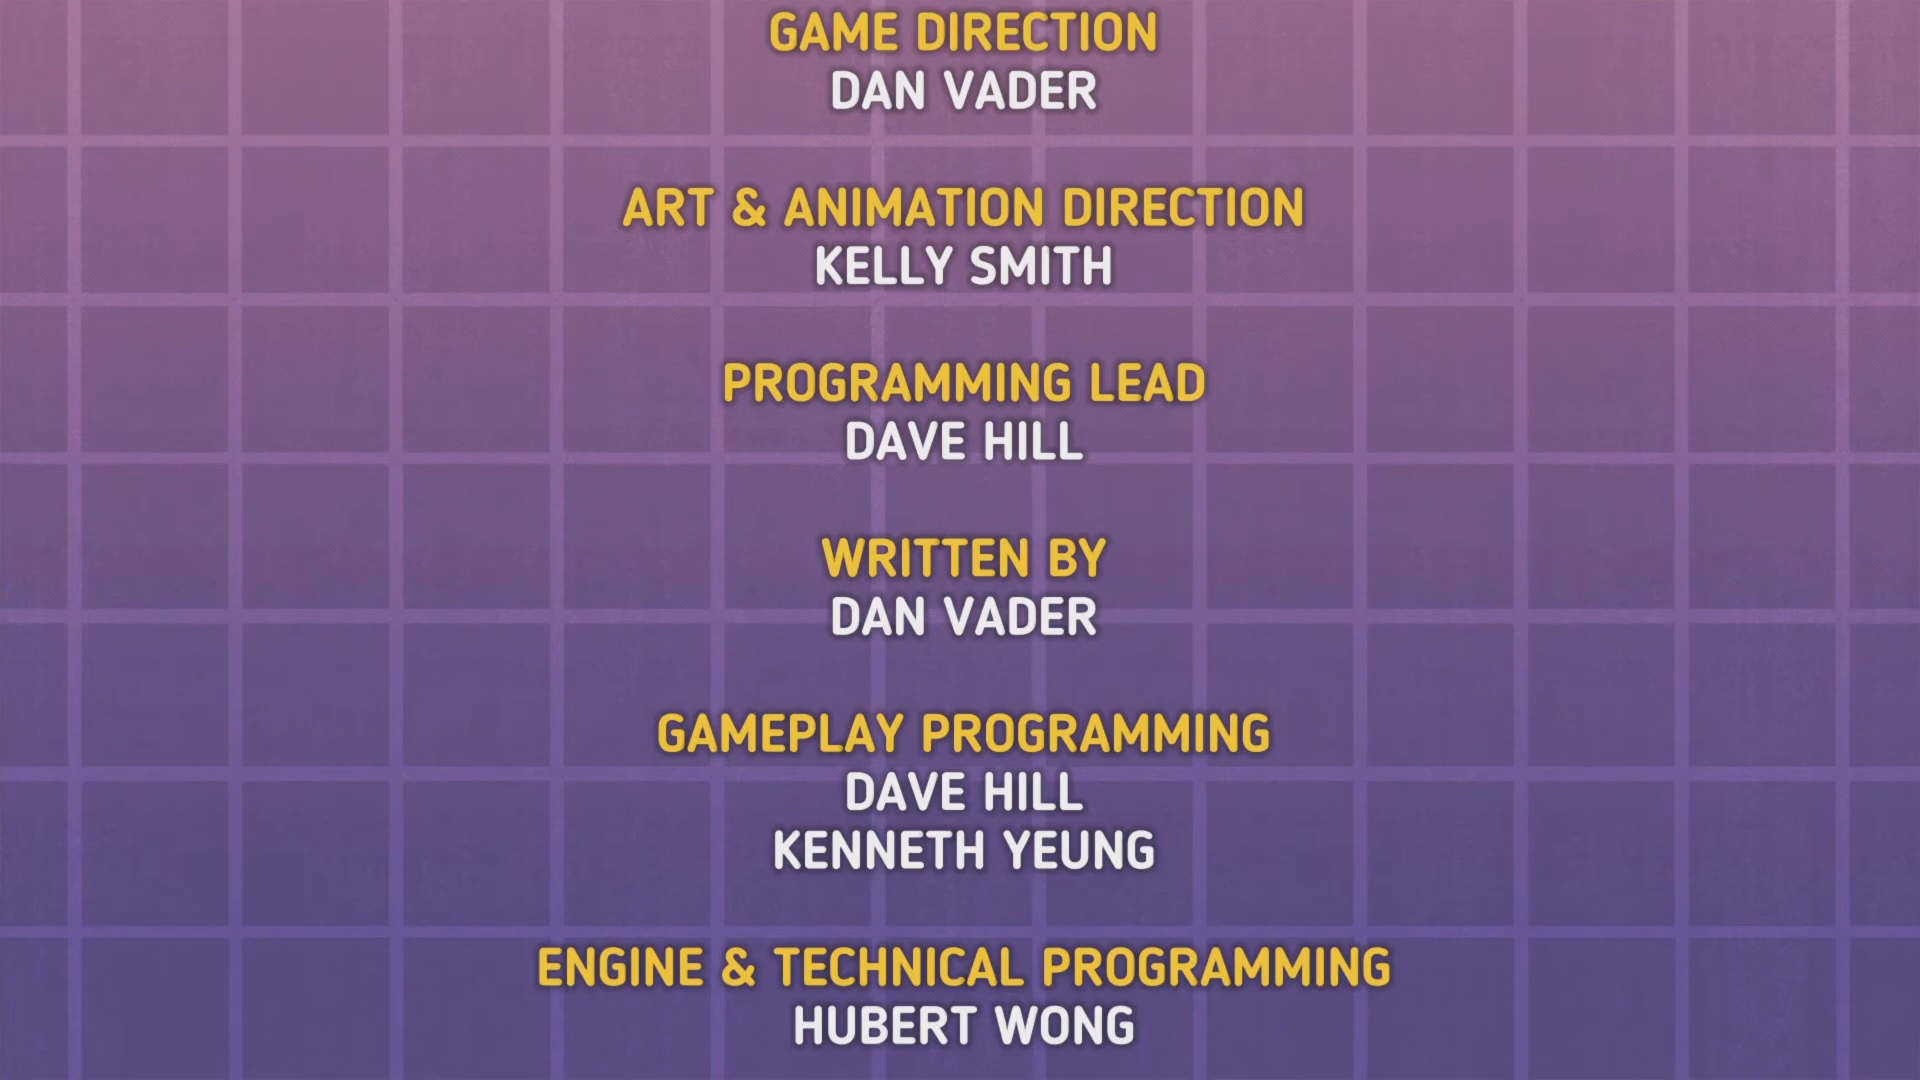 GAME DIRECTION
DAN VADER
ART & ANIMATION DIRECTION
KELLY SMITH
PROGRAMMING LEAD
DAVE HILL
WRITTEN BY
DAN VADER
GAMEPLAY PROGRAMMING
DAVE HILL
KENNETH YEUNG
ENGINE & TECHNICAL PROGRAMMING
HUBERT WONG